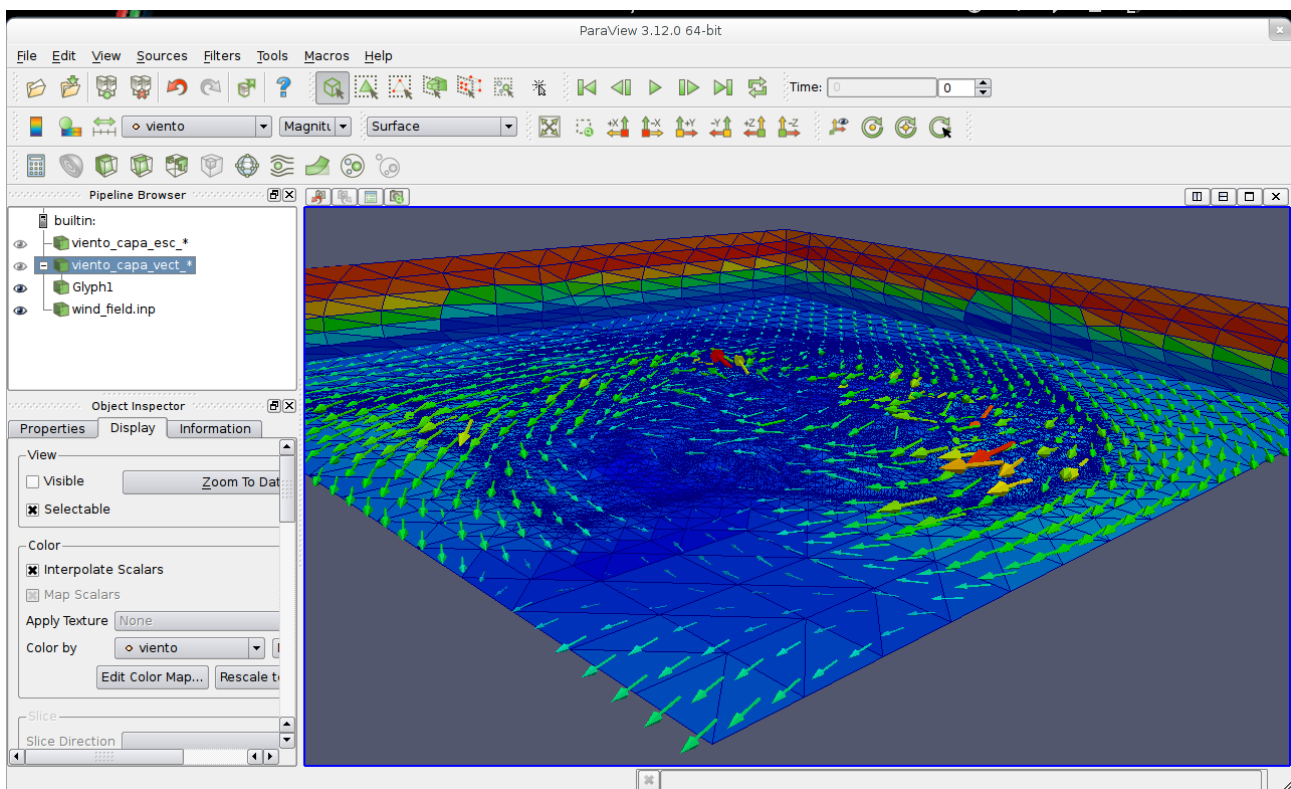 ParaView 3.12.0 64-bit
File Edit View Sources Filters Tools Macros Help
Time: 0 0
viento Magnitu Surface
+X -X +Y -Y +Z -Z
Pipeline Browser
builtin:
viento_capa_esc_*
viento_capa_vect_*
Glyph1
wind_field.inp
Object Inspector
Properties Display Information
View
Visible Zoom To Dat
Selectable
Color
Interpolate Scalars
Map Scalars
Apply Texture None
Color by viento
Edit Color Map... Rescale t
Slice
Slice Direction